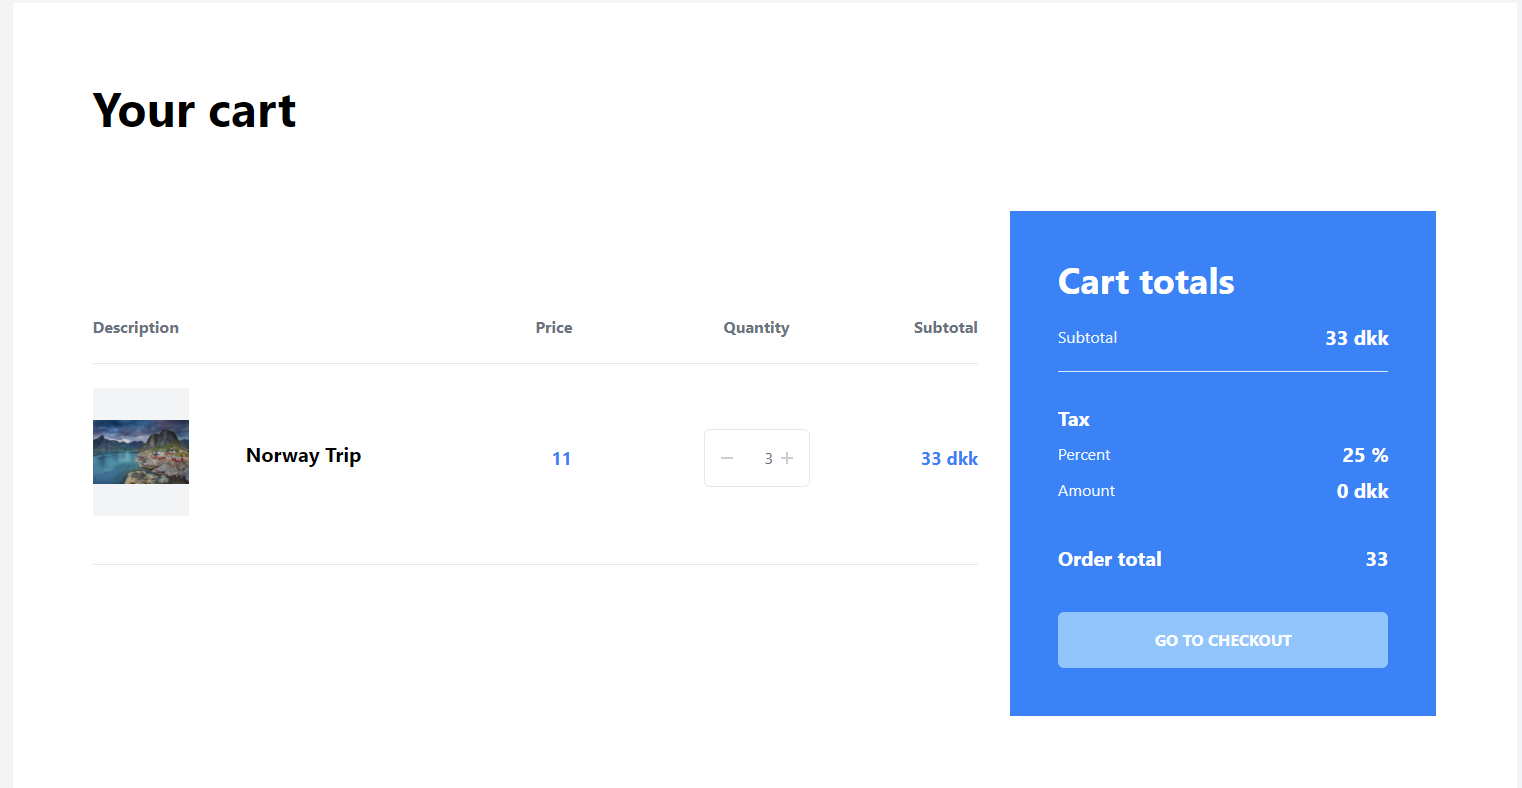 Your cart
Description Price Quantity Subtotal
Norway Trip 11 − 3 + 33 dkk
Cart totals
Subtotal 33 dkk
Tax
Percent 25 %
Amount 0 dkk
Order total 33
GO TO CHECKOUT